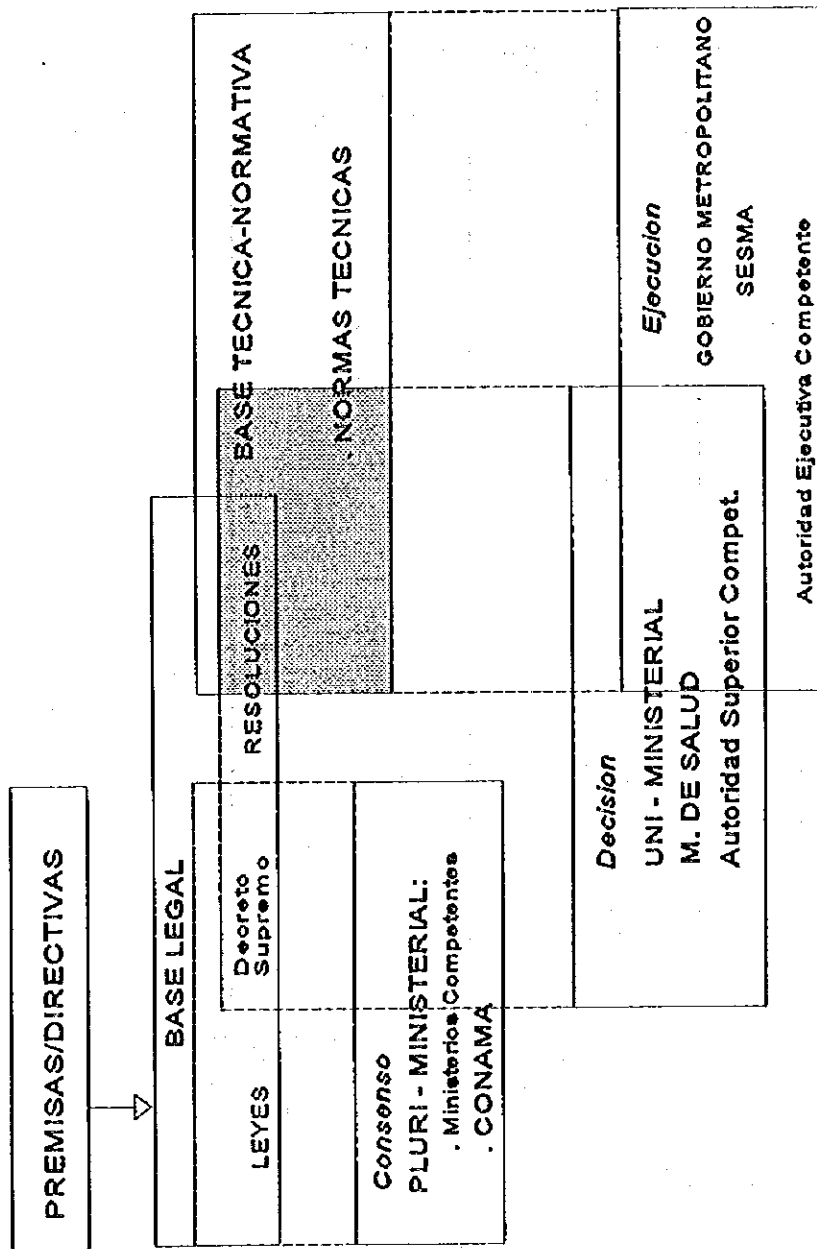 PREMISAS/DIRECTIVAS
BASE LEGAL
LEYES
Decreto
Supremo
RESOLUCIONES
BASE TECNICA-NORMATIVA
. NORMAS TECNICAS
Consenso
PLURI - MINISTERIAL:
. Ministerios Competentes
. CONAMA
Decision
UNI - MINISTERIAL
M. DE SALUD
Autoridad Superior Compet.
Ejecucion
GOBIERNO METROPOLITANO
SESMA
Autoridad Ejecutiva Competente